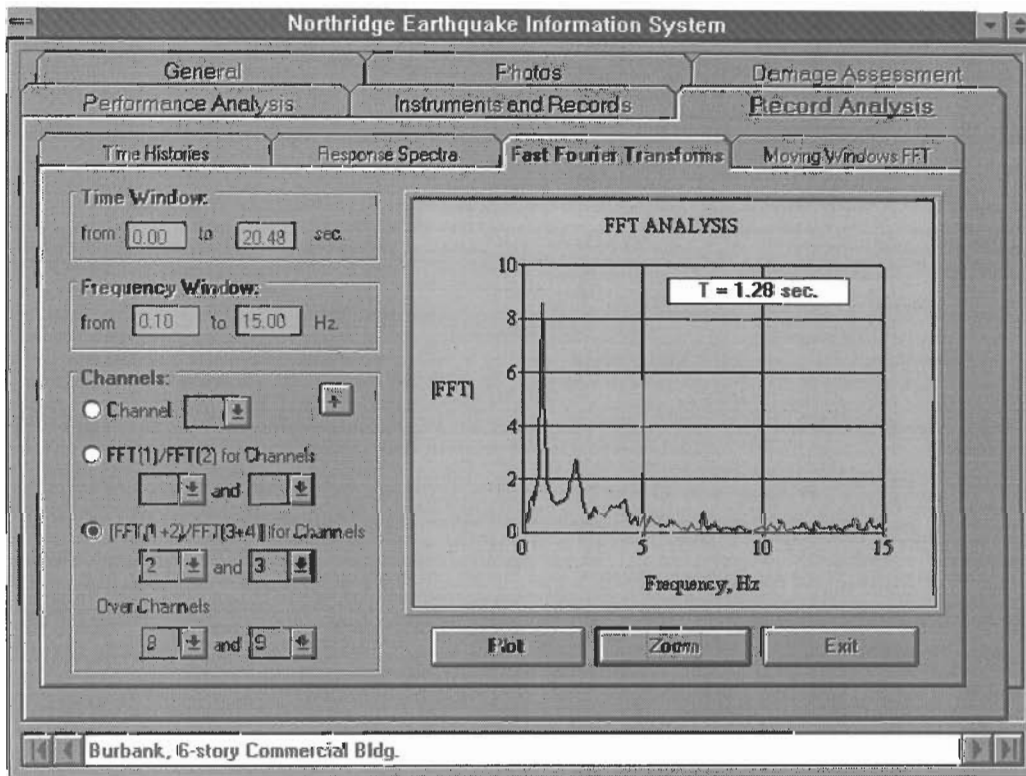 Northridge Earthquake Information System
General Photos Damage Assessment
Performance Analysis Instruments and Records Record Analysis
Time Histories Response Spectra Fast Fourier Transforms Moving Windows FFT
Time Window:
from 0.00 to 20.48 sec.
Frequency Window:
from 0.10 to 15.00 Hz.
Channels:
Channel
FFT(1)/FFT(2) for Channels
and
[FFT(1+2)/FFT(3+4)] for Channels
2 and 3
Over Channels
8 and 9
FFT ANALYSIS
T = 1.28 sec.
10
8
6
4
2
0
|FFT|
0 5 10 15
Frequency, Hz
Plot Zoom Exit
Burbank, 6-story Commercial Bldg.